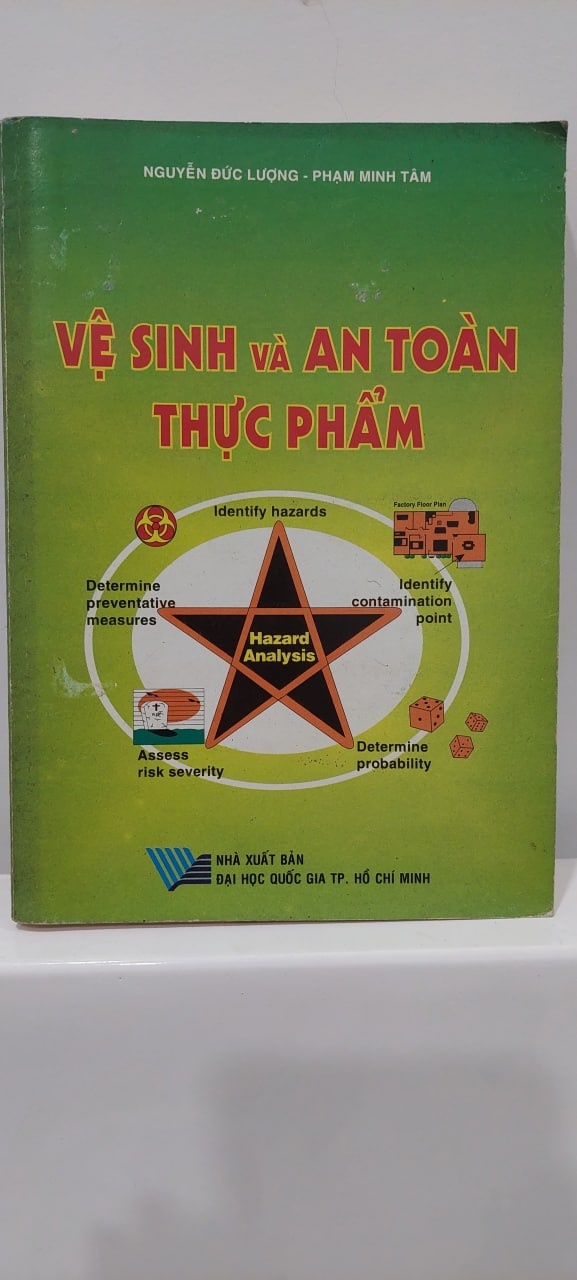 NGUYỄN ĐỨC LƯỢNG - PHẠM MINH TÂM
VỆ SINH VÀ AN TOÀN
THỰC PHẨM
Identify hazards
Factory Floor Plan
Determine
preventative
measures
Identify
contamination
point
Hazard
Analysis
Assess
risk severity
Determine
probability
NHÀ XUẤT BẢN
ĐẠI HỌC QUỐC GIA TP. HỒ CHÍ MINH